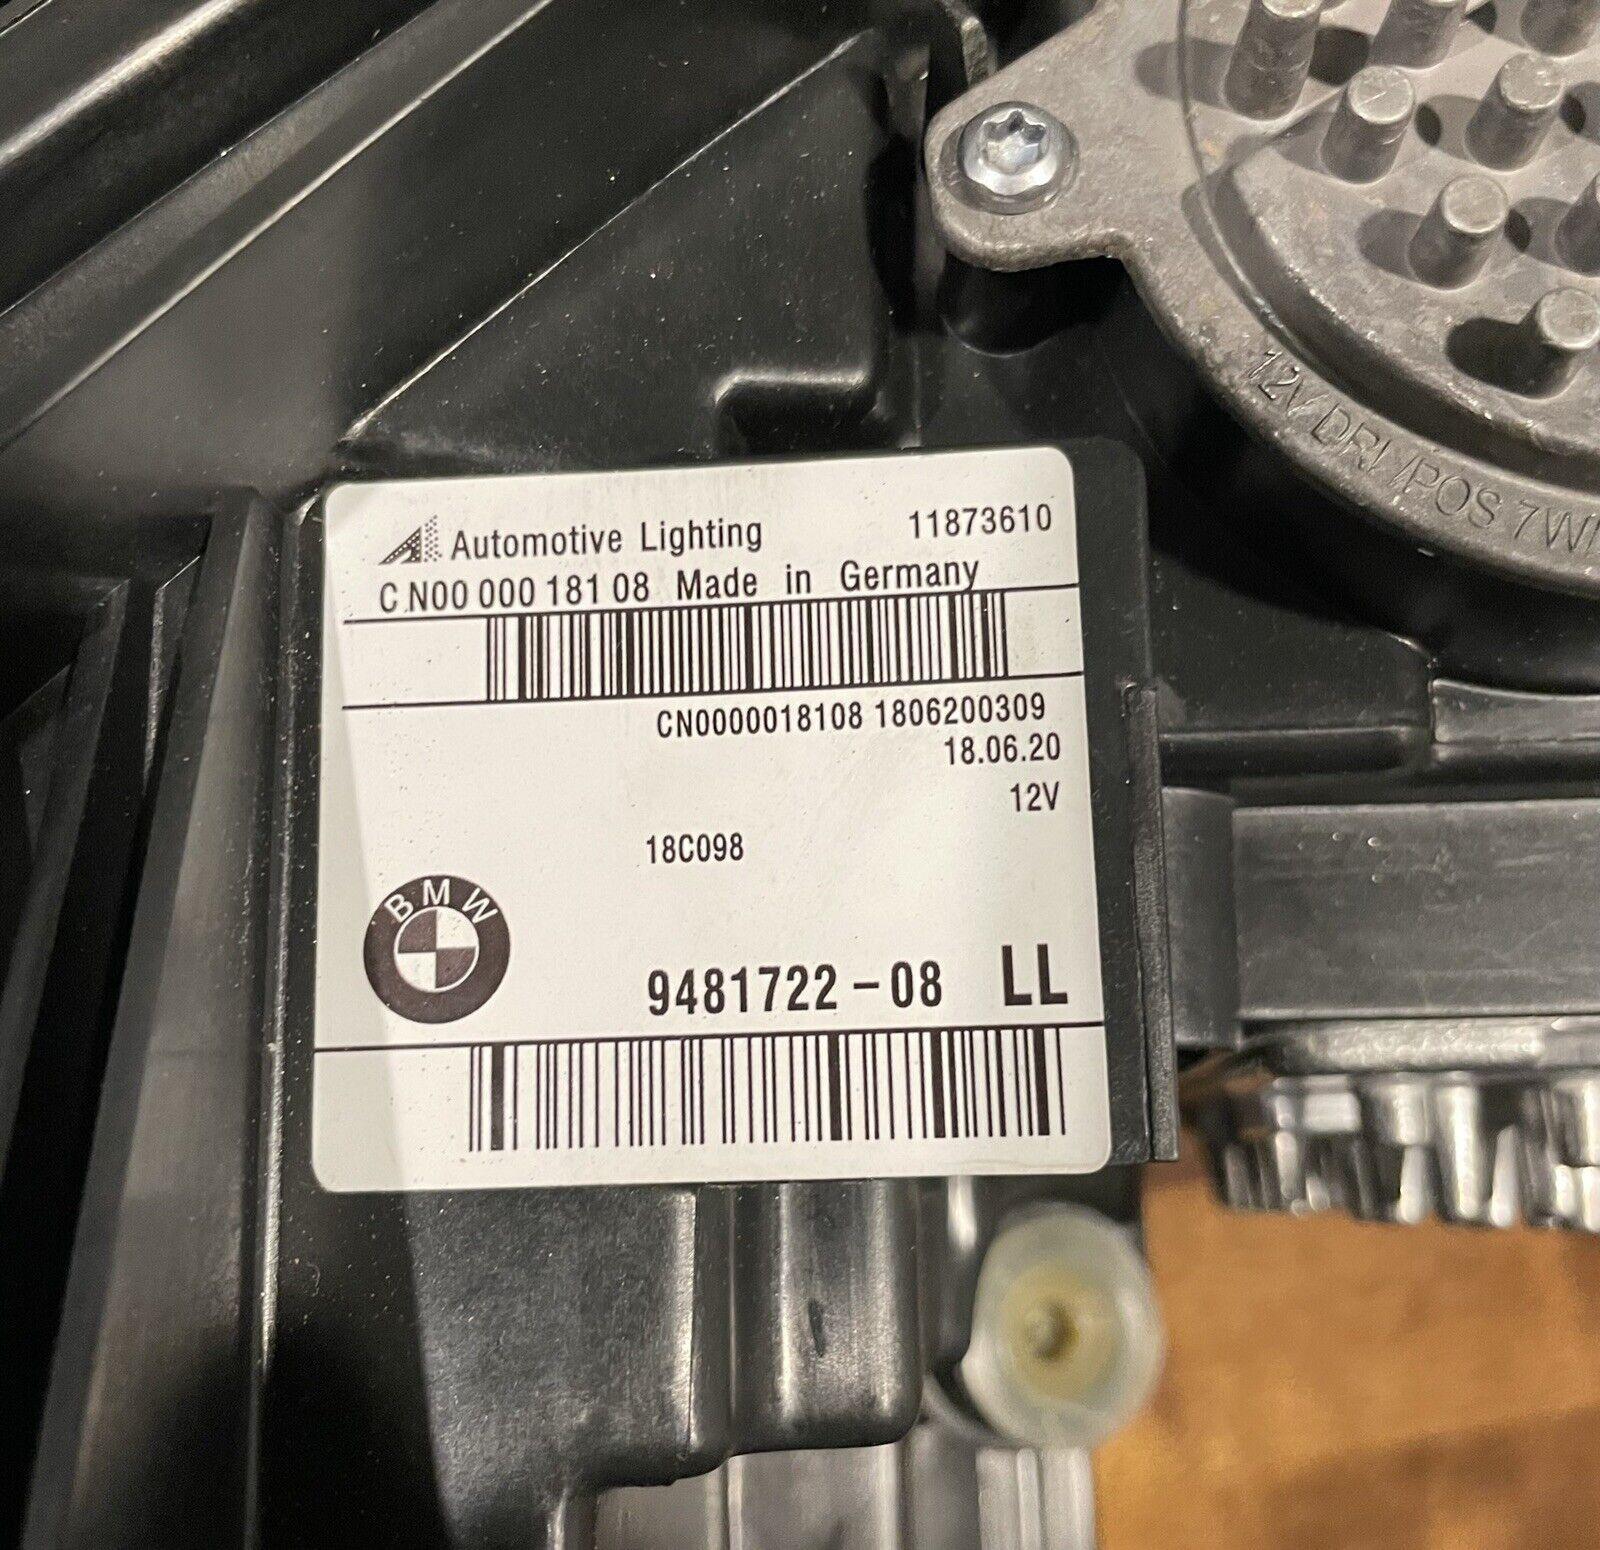 12V DRL/POS 7W
Automotive Lighting 11873610
C.N00 000 181 08 Made in Germany
CN0000018108 1806200309
18.06.20
12V
18C098
BMW
9481722-08 LL